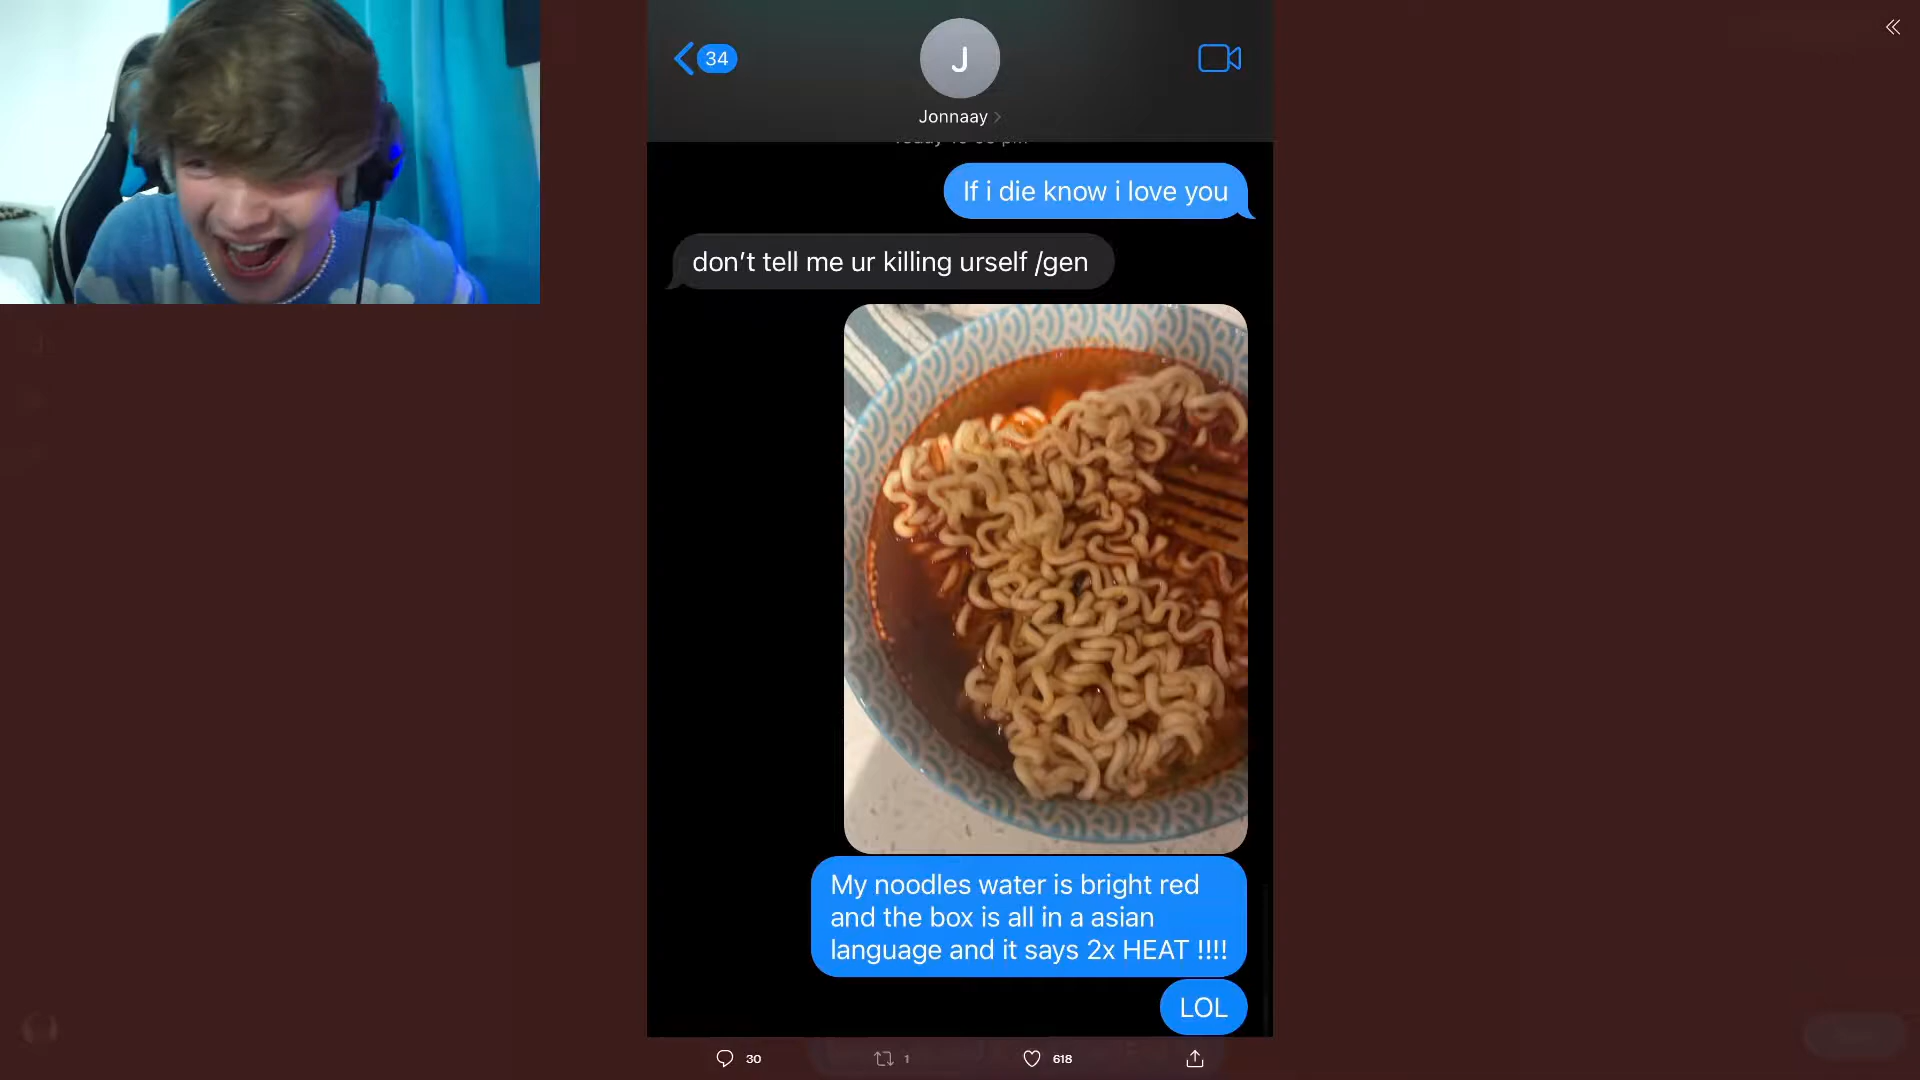 34
J
Jonnaay
If i die know i love you
don't tell me ur killing urself /gen
My noodles water is bright red
and the box is all in a asian
language and it says 2x HEAT !!!!
LOL
30
1
618